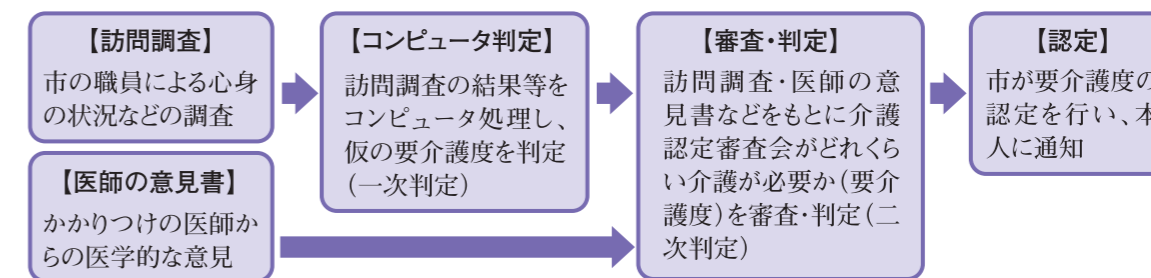 【訪問調査】
市の職員による心身
の状況などの調査
【医師の意見書】
かかりつけの医師か
らの医学的な意見
【コンピュータ判定】
訪問調査の結果等を
コンピュータ処理し、
仮の要介護度を判定
(一次判定)
【審査・判定】
訪問調査・医師の意
見書などをもとに介護
認定審査会がどれくら
い介護が必要か(要介
護度)を審査・判定(二
次判定)
【認定】
市が要介護度の
認定を行い、本
人に通知